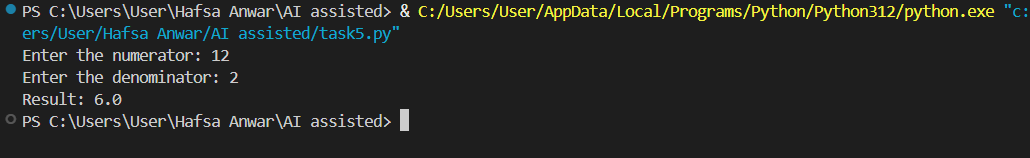 PS C:\Users\User\Hafsa Anwar\AI assisted> & C:/Users/User/AppData/Local/Programs/Python/Python312/python.exe "c:
ers/User/Hafsa Anwar/AI assisted/task5.py"
Enter the numerator: 12
Enter the denominator: 2
Result: 6.0
PS C:\Users\User\Hafsa Anwar\AI assisted>